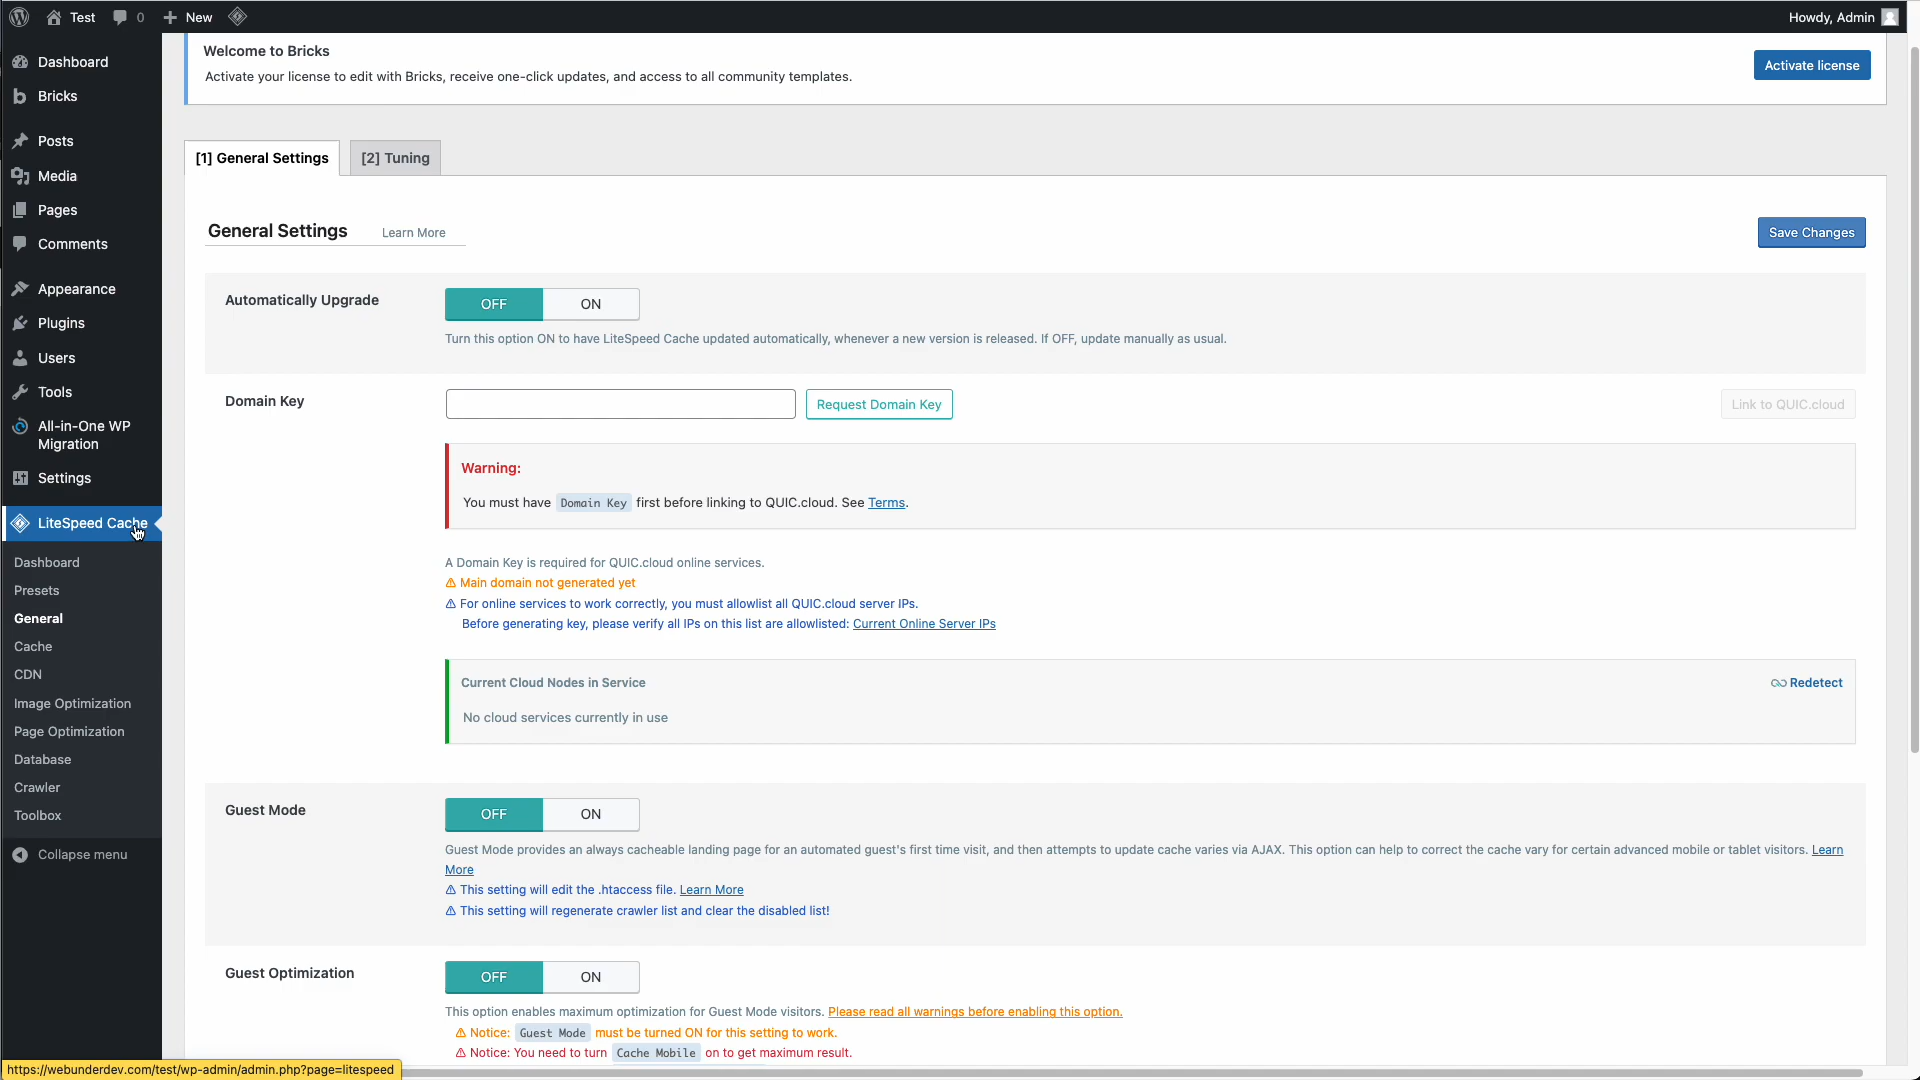 Test
0
New
Howdy, Admin
Dashboard
Bricks
Posts
Media
Pages
Comments
Appearance
Plugins
Users
Tools
All-in-One WP
Migration
Settings
LiteSpeed Cache
Dashboard
Presets
General
Cache
CDN
Image Optimization
Page Optimization
Database
Crawler
Toolbox
Collapse menu
Welcome to Bricks
Activate your license to edit with Bricks, receive one-click updates, and access to all community templates.
Activate license
[1] General Settings
[2] Tuning
General Settings
Learn More
Save Changes
Automatically Upgrade
OFF
ON
Turn this option ON to have LiteSpeed Cache updated automatically, whenever a new version is released. If OFF, update manually as usual.
Domain Key
Request Domain Key
Link to QUIC.cloud
Warning:
You must have Domain Key first before linking to QUIC.cloud. See Terms.
A Domain Key is required for QUIC.cloud online services.
⚠ Main domain not generated yet
⚠ For online services to work correctly, you must allowlist all QUIC.cloud server IPs.
Before generating key, please verify all IPs on this list are allowlisted: Current Online Server IPs
Current Cloud Nodes in Service
Redetect
No cloud services currently in use
Guest Mode
OFF
ON
Guest Mode provides an always cacheable landing page for an automated guest's first time visit, and then attempts to update cache varies via AJAX. This option can help to correct the cache vary for certain advanced mobile or tablet visitors. Learn
More
⚠ This setting will edit the .htaccess file. Learn More
⚠ This setting will regenerate crawler list and clear the disabled list!
Guest Optimization
OFF
ON
This option enables maximum optimization for Guest Mode visitors. Please read all warnings before enabling this option.
⚠ Notice: Guest Mode must be turned ON for this setting to work.
⚠ Notice: You need to turn Cache Mobile on to get maximum result.
https://webunderdev.com/test/wp-admin/admin.php?page=litespeed